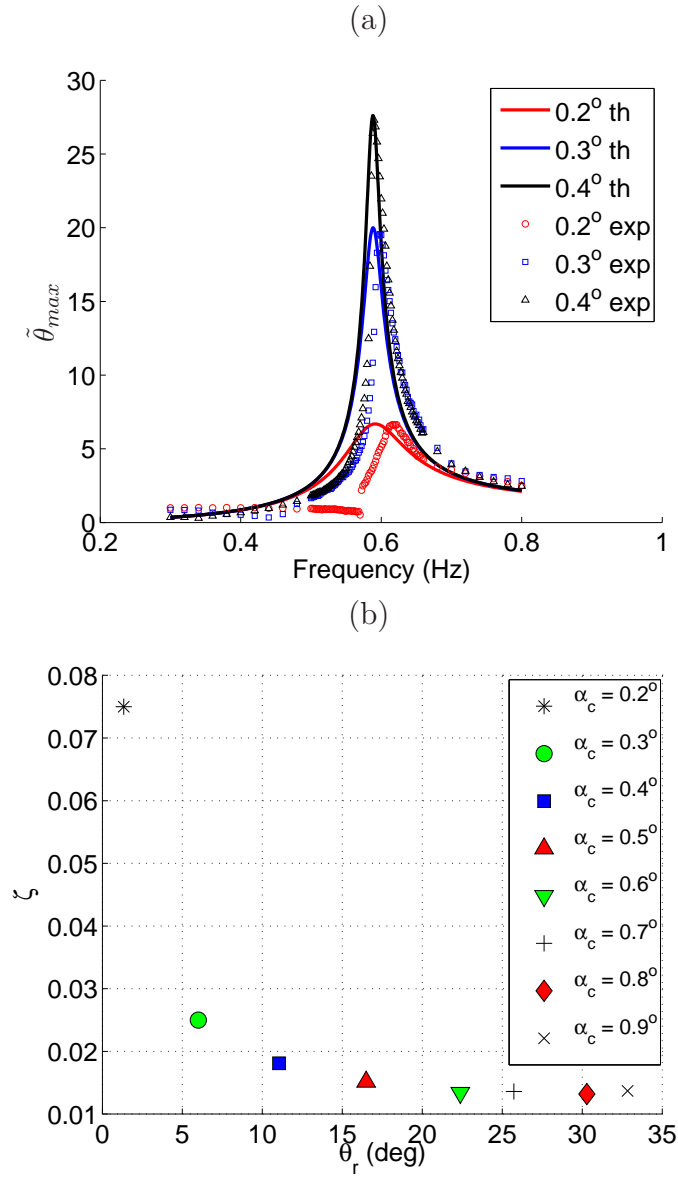 (a)
30
25
20
15
10
5
0
0.2
0.4
0.6
0.8
1
θ̃max
Frequency (Hz)
0.2° th
0.3° th
0.4° th
0.2° exp
0.3° exp
0.4° exp
(b)
0.08
0.07
0.06
0.05
0.04
0.03
0.02
0.01
0
5
10
15
20
25
30
35
ζ
θr (deg)
αc = 0.2°
αc = 0.3°
αc = 0.4°
αc = 0.5°
αc = 0.6°
αc = 0.7°
αc = 0.8°
αc = 0.9°